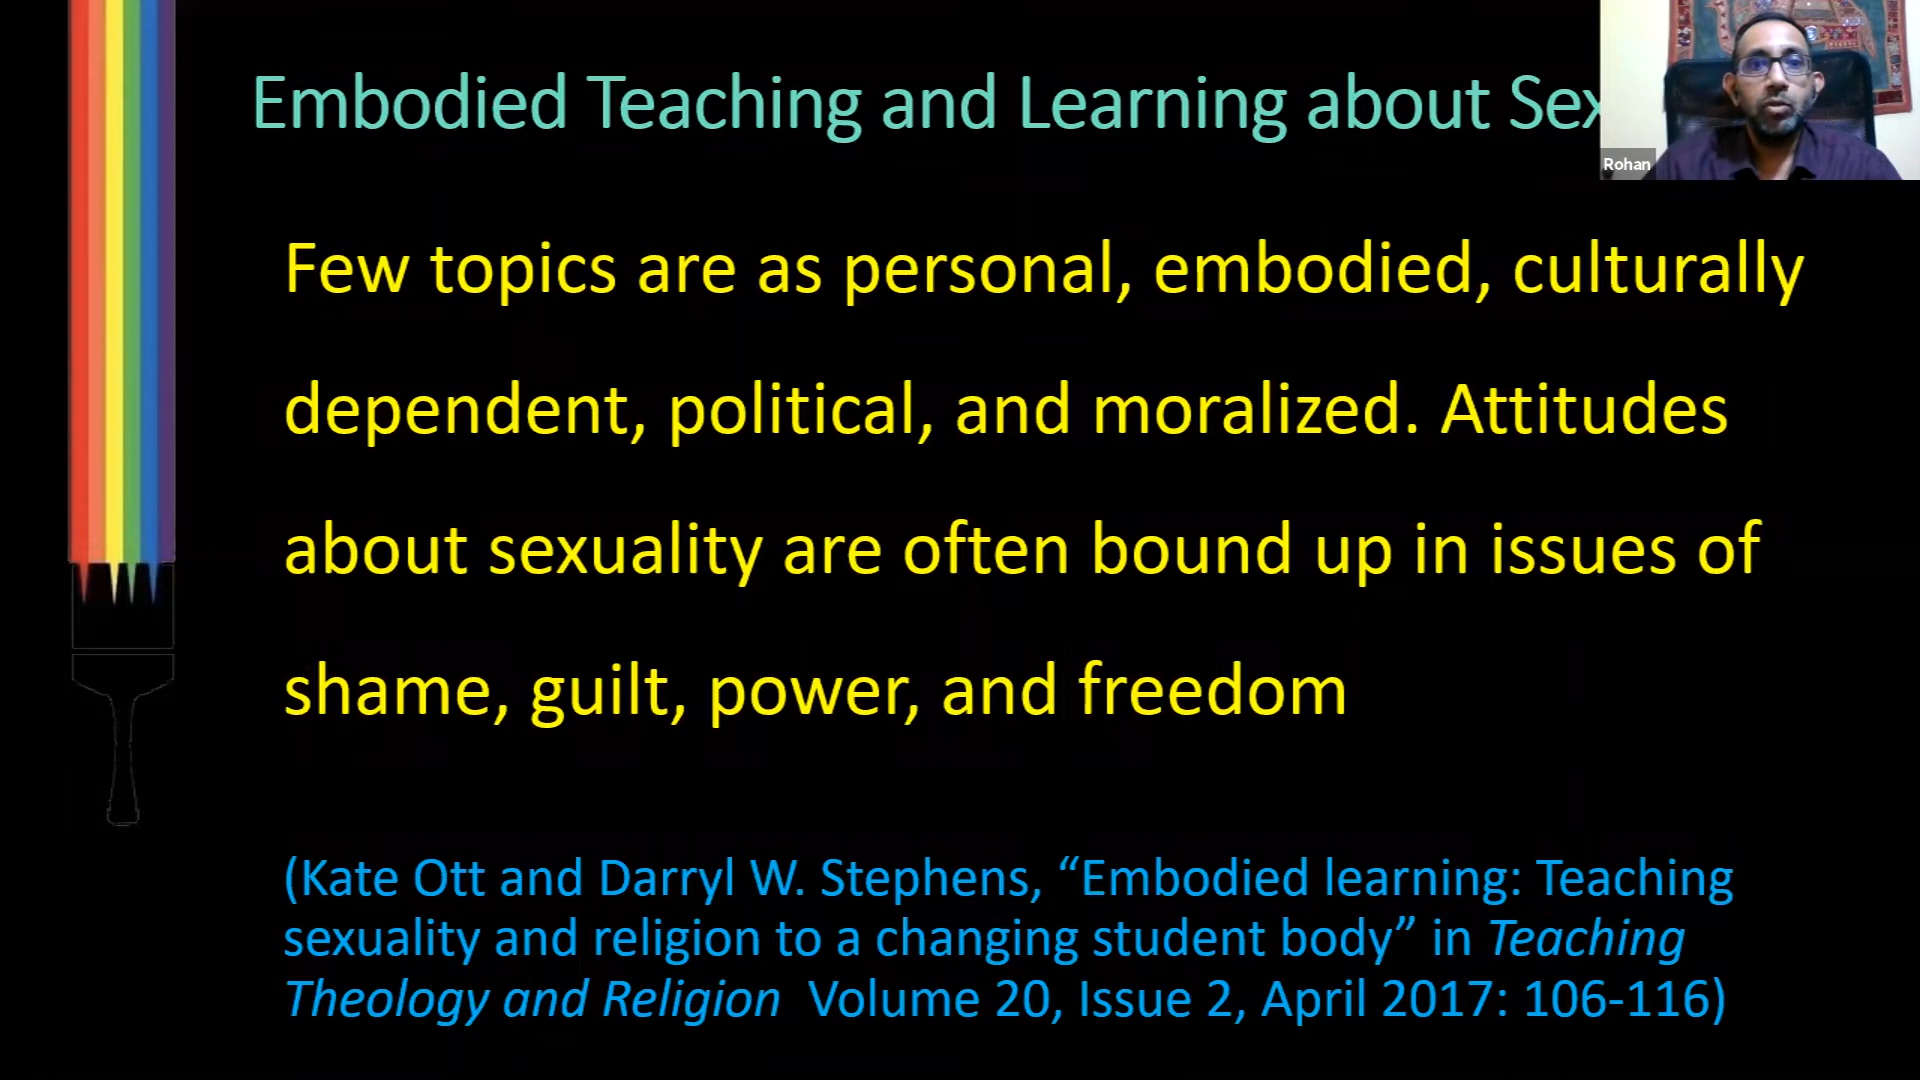 Embodied Teaching and Learning about Sex
Rohan
Few topics are as personal, embodied, culturally
dependent, political, and moralized. Attitudes
about sexuality are often bound up in issues of
shame, guilt, power, and freedom
(Kate Ott and Darryl W. Stephens, “Embodied learning: Teaching
sexuality and religion to a changing student body” in Teaching
Theology and Religion  Volume 20, Issue 2, April 2017: 106-116)